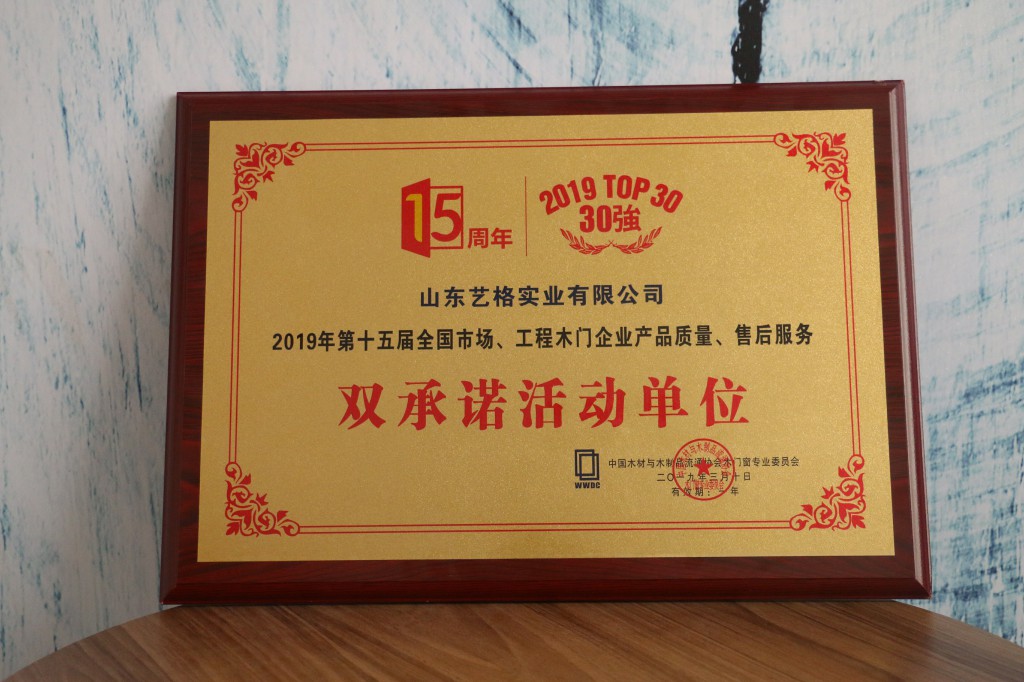 15周年
2019 TOP 30
30強
山东艺格实业有限公司
2019年第十五届全国市场、工程木门企业产品质量、售后服务
双承诺活动单位
WWDC
中国木材与木制品流通协会木门窗专业委员会
二〇一九年三月十日
有效期:一年